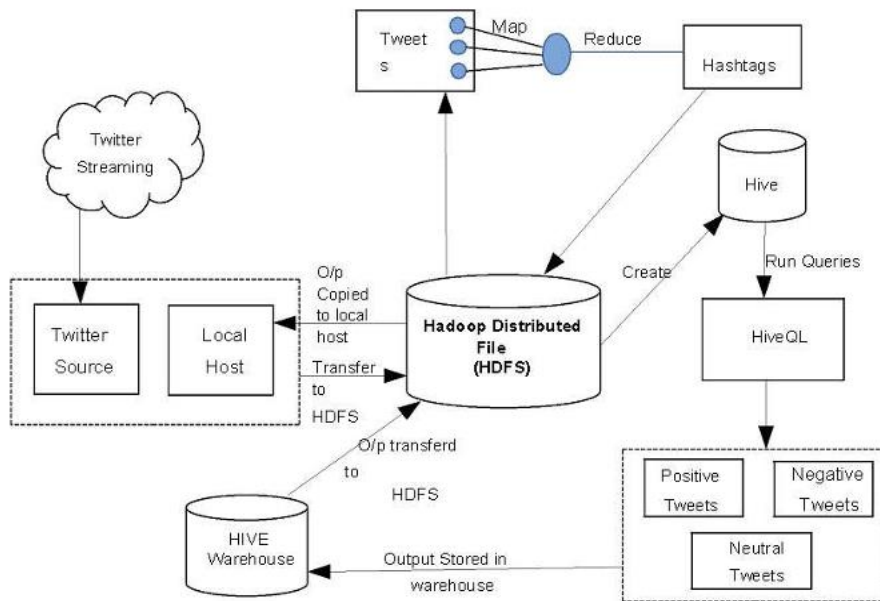 Tweet
s
Map
Reduce
Hashtags
Twitter
Streaming
Hive
Create
Run Queries
O/p
Copied
to local
host
Twitter
Source
Local
Host
Hadoop Distributed
File
(HDFS)
HiveQL
Transfer
to
HDFS
O/p transferd
to
HDFS
Positive
Tweets
Negative
Tweets
Neutral
Tweets
HIVE
Warehouse
Output Stored in
warehouse